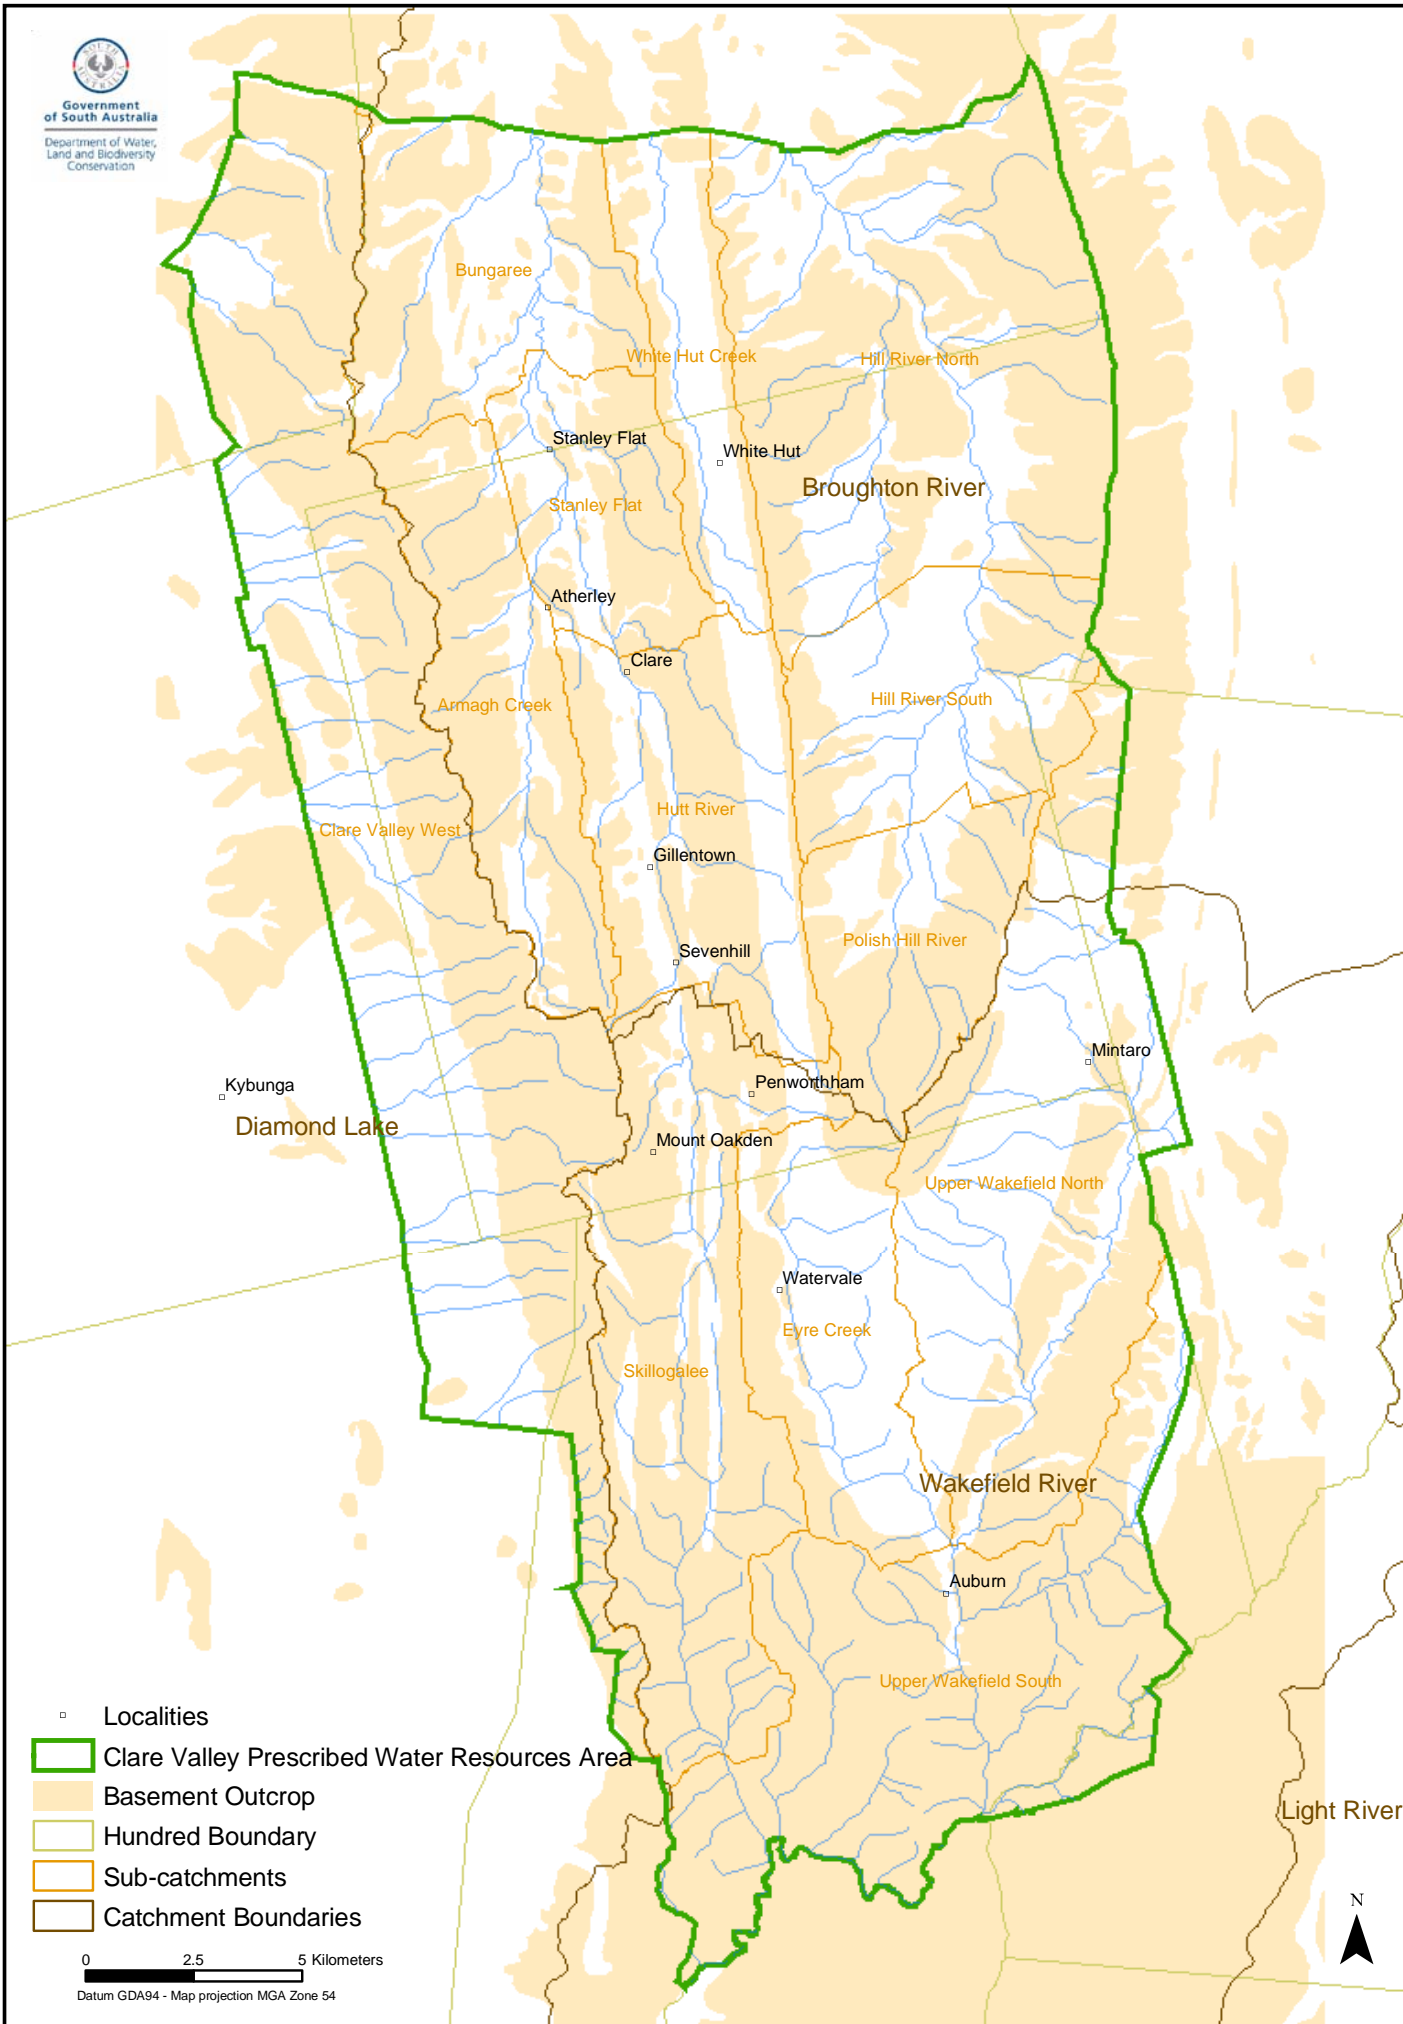 SOUTH
AUSTRALIA
Government
of South Australia
Department of Water,
Land and Biodiversity
Conservation
Bungaree
White Hut Creek
Hill River North
Stanley Flat
White Hut
Broughton River
Stanley Flat
Atherley
Clare
Armagh Creek
Hill River South
Hutt River
Clare Valley West
Gillentown
Sevenhill
Polish Hill River
Mintaro
Kybunga
Penworthham
Diamond Lake
Mount Oakden
Upper Wakefield North
Watervale
Eyre Creek
Skillogalee
Wakefield River
Auburn
Upper Wakefield South
Light River
Localities
Clare Valley Prescribed Water Resources Area
Basement Outcrop
Hundred Boundary
Sub-catchments
Catchment Boundaries
0 2.5 5 Kilometers
Datum GDA94 - Map projection MGA Zone 54
N